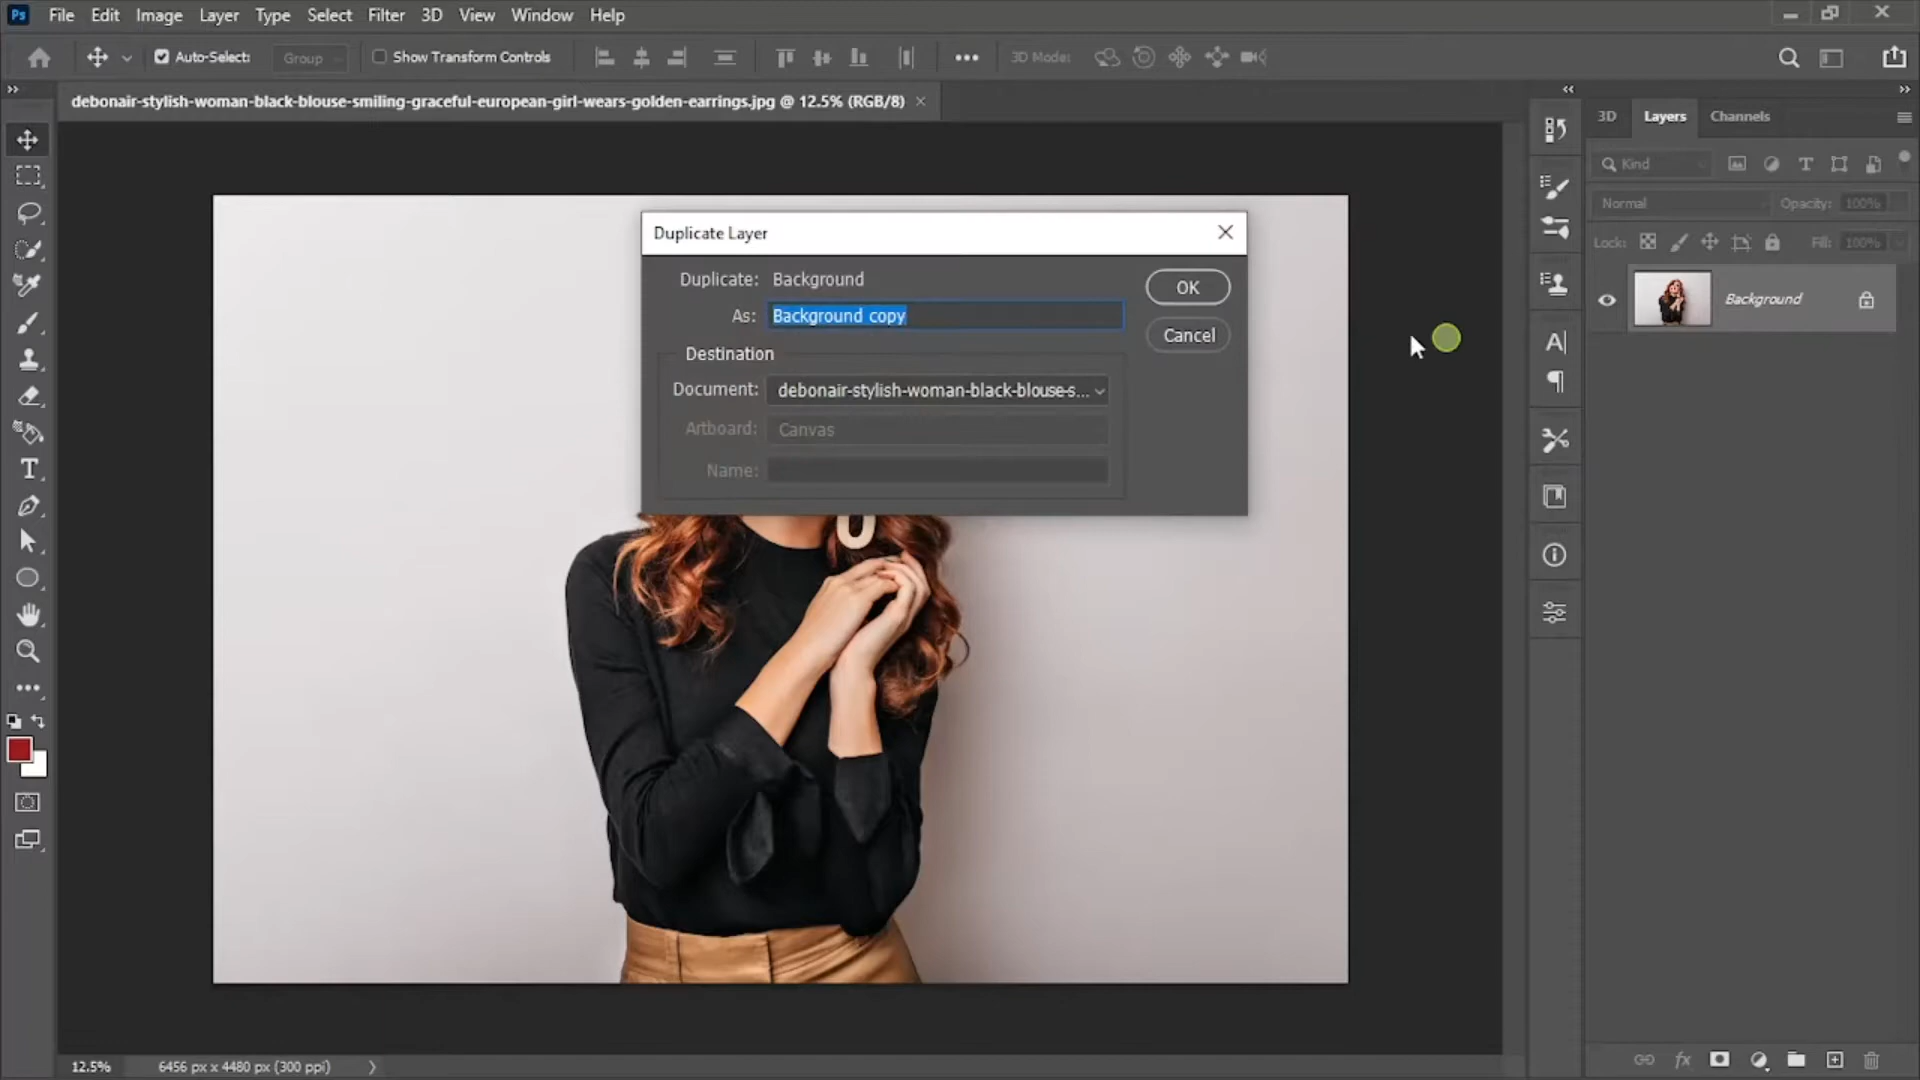 Ps File Edit Image Layer Type Select Filter 3D View Window Help
Auto-Select: Group Show Transform Controls 3D Mode:
debonair-stylish-woman-black-blouse-smiling-graceful-european-girl-wears-golden-earrings.jpg @ 12.5% (RGB/8)
3D Layers Channels
Kind
Normal Opacity: 100%
Lock: Fill: 100%
Background
Duplicate Layer
Duplicate: Background
OK
As: Background copy
Cancel
Destination
Document: debonair-stylish-woman-black-blouse-s...
Artboard: Canvas
Name:
12.5% 6456 px x 4480 px (300 ppi)